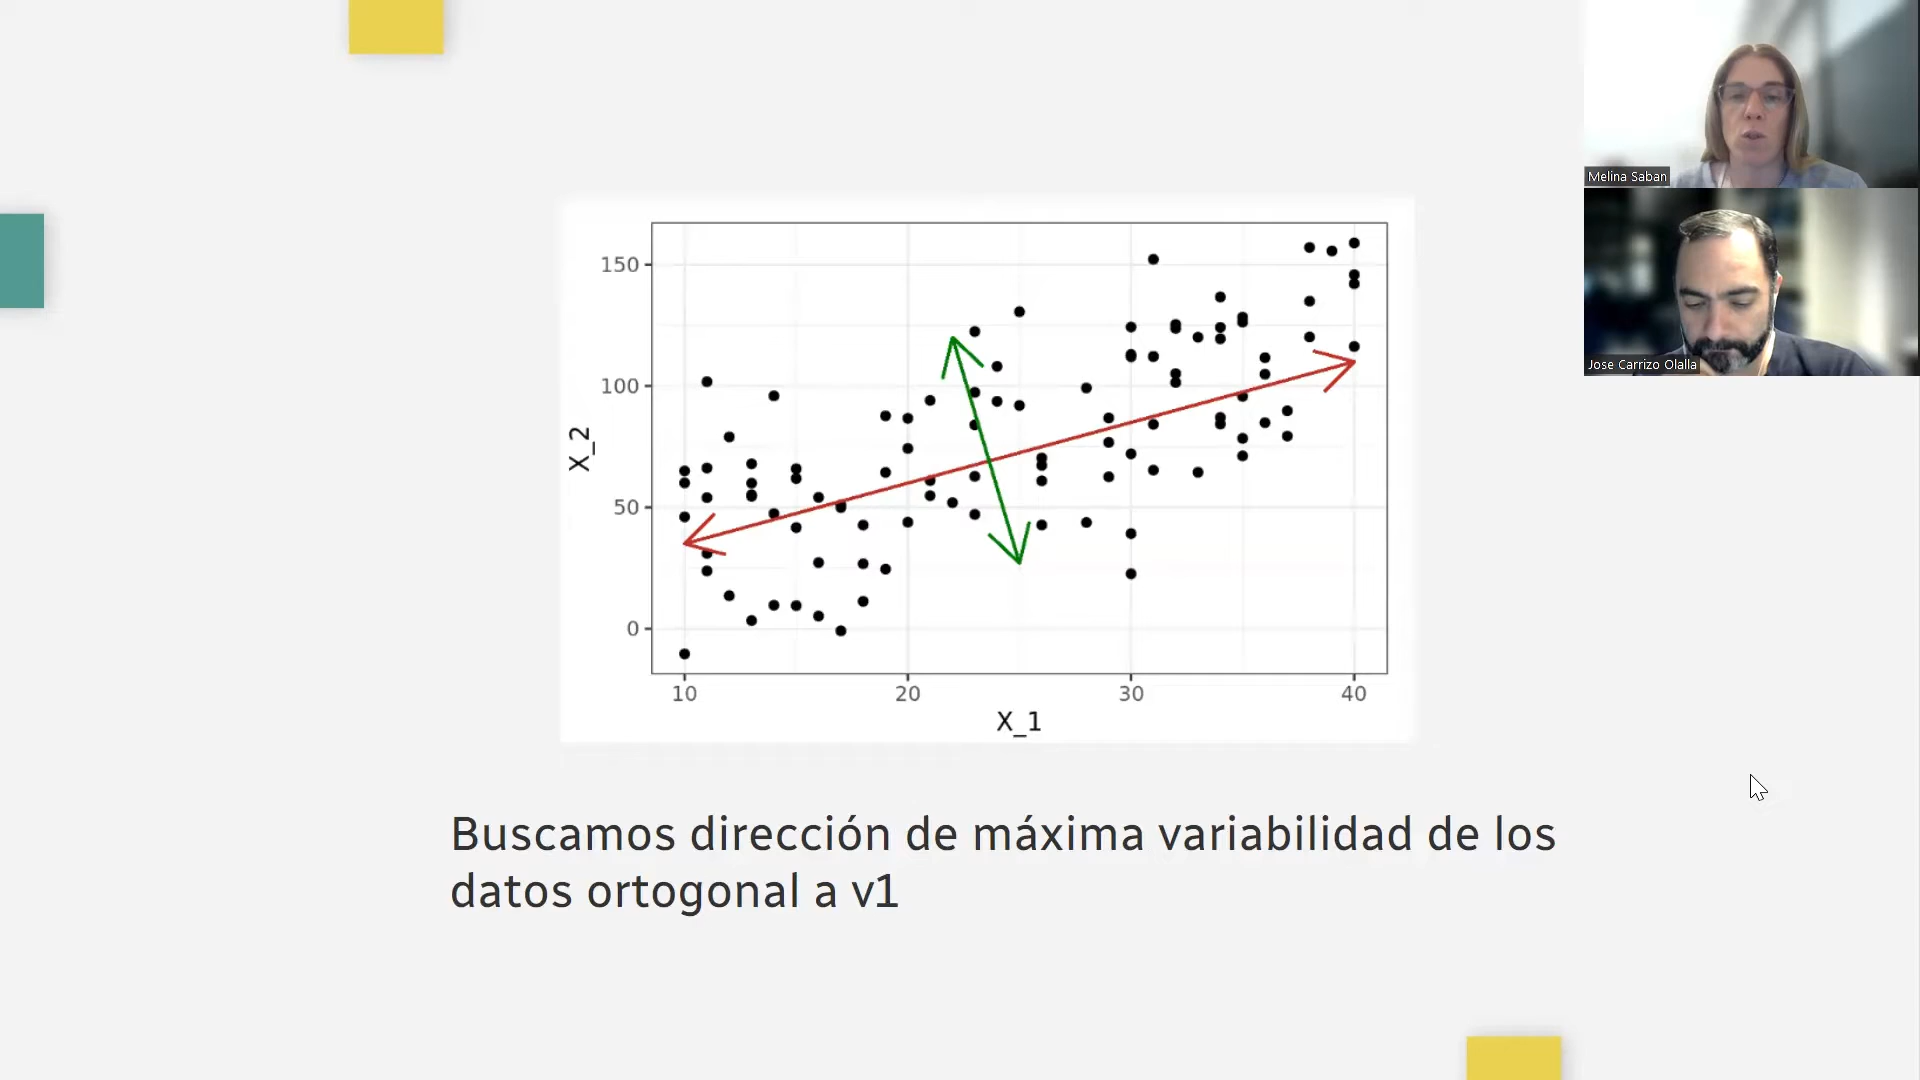 Melina Saban
Jose Carrizo Olalla
150
100
50
0
X_2
10 20 30 40
X_1
Buscamos dirección de máxima variabilidad de los
datos ortogonal a v1